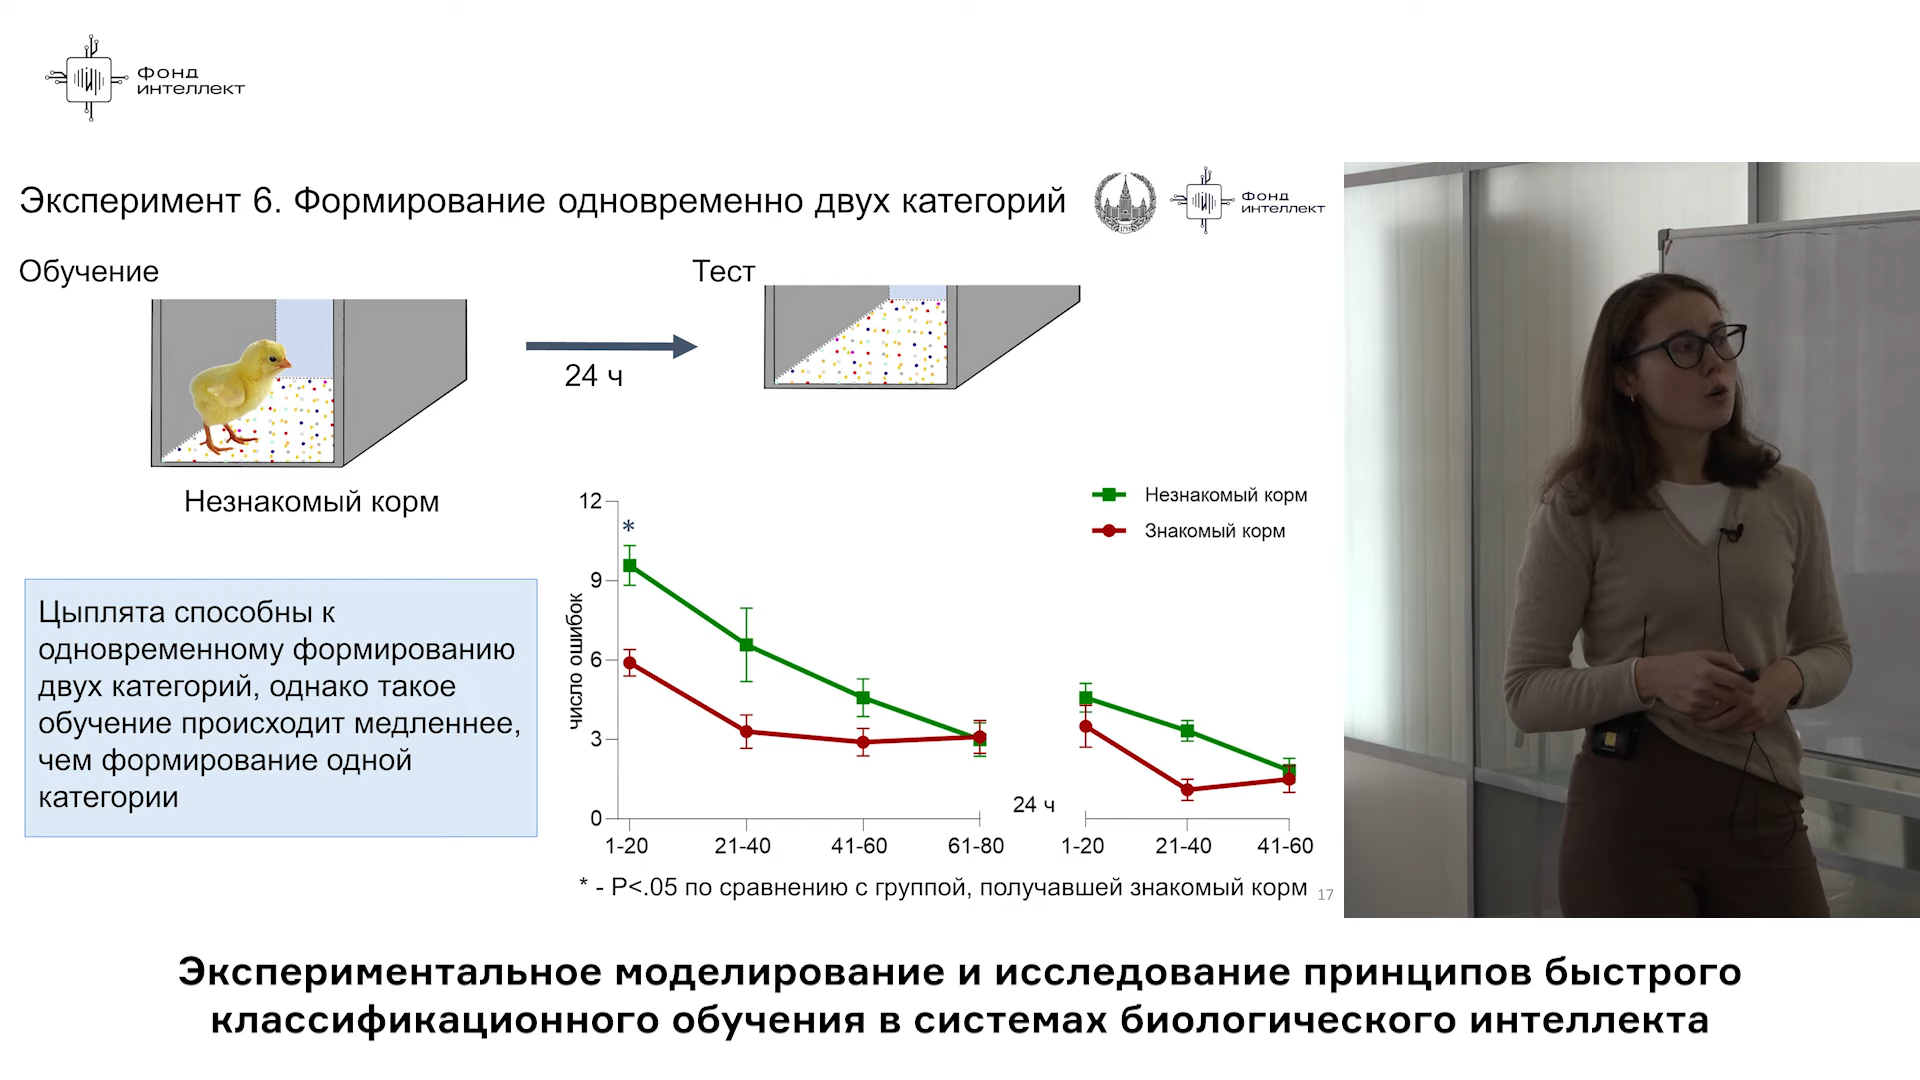 Фонд
интеллект
Эксперимент 6. Формирование одновременно двух категорий
Фонд
интеллект
Обучение
Тест
24 ч
Незнакомый корм
Цыплята способны к
одновременному формированию
двух категорий, однако такое
обучение происходит медленнее,
чем формирование одной
категории
Незнакомый корм
Знакомый корм
*
число ошибок
12
9
6
3
0
24 ч
1-20 21-40 41-60 61-80 1-20 21-40 41-60
* - P<.05 по сравнению с группой, получавшей знакомый корм
17
Экспериментальное моделирование и исследование принципов быстрого
классификационного обучения в системах биологического интеллекта